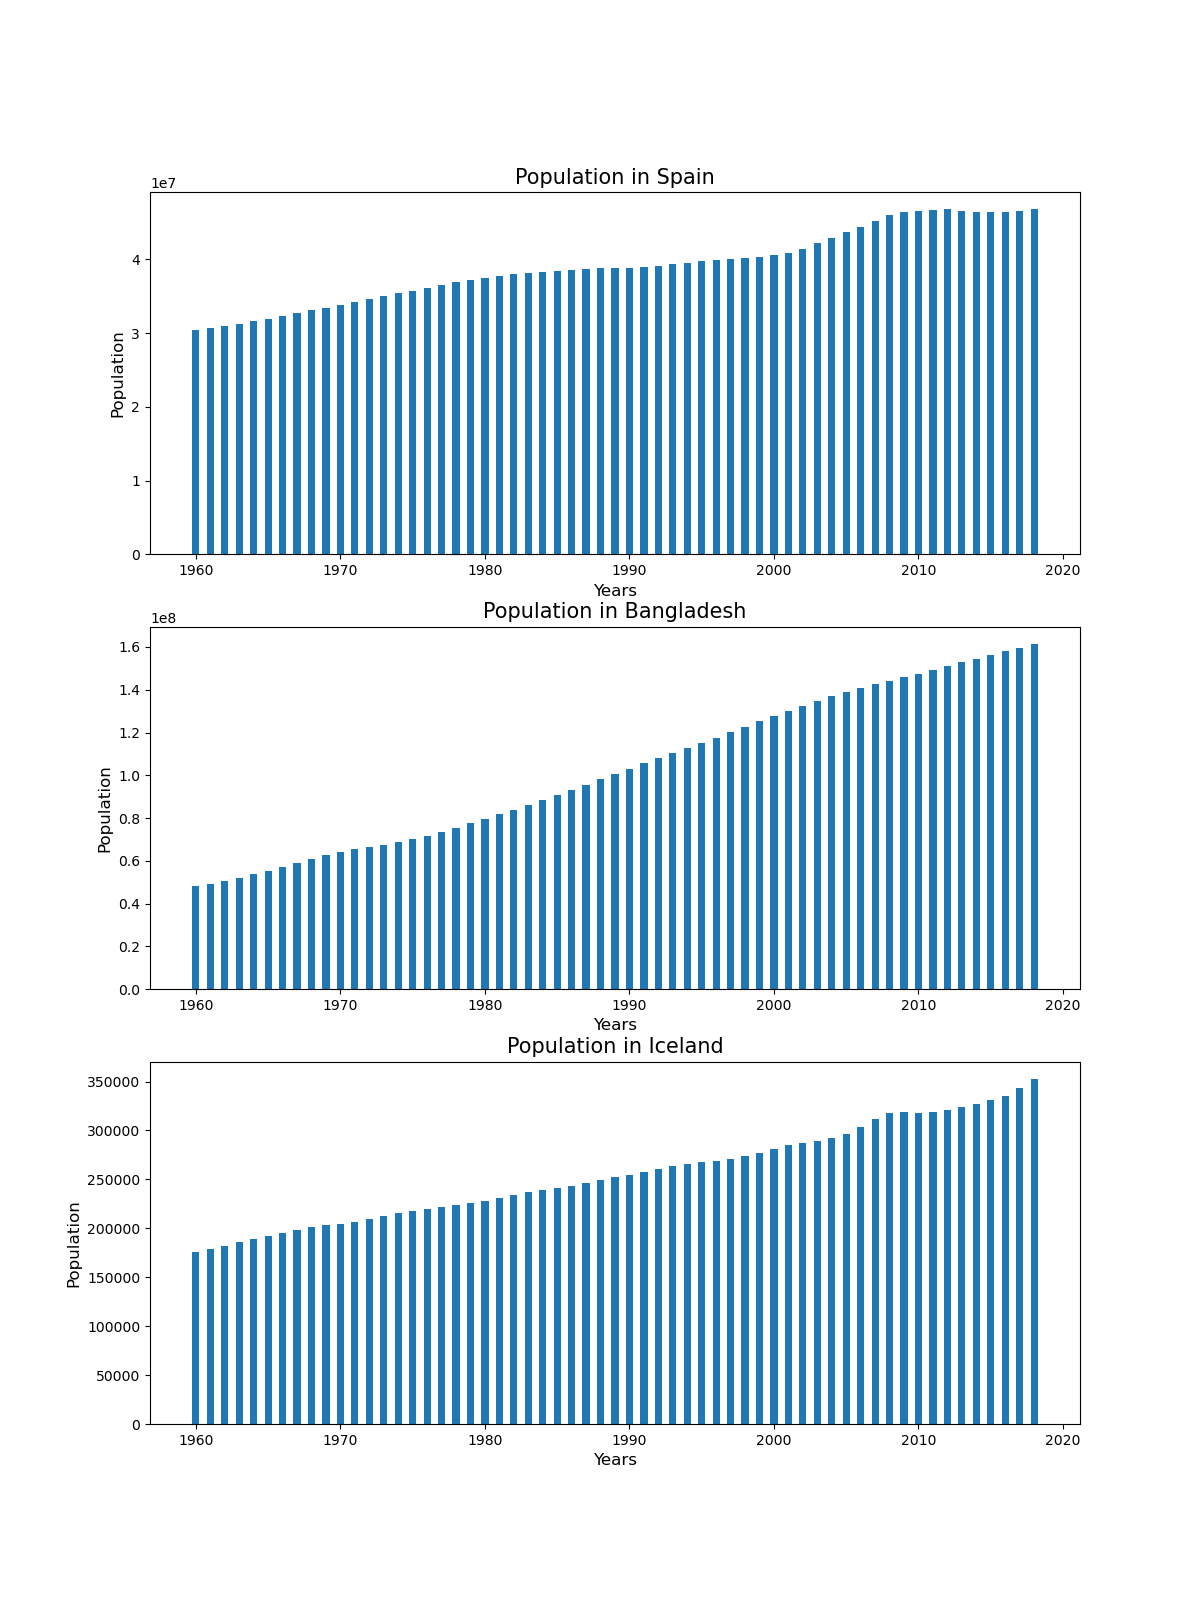 Population in Spain
1e7
4
3
2
1
0
Population
1960 1970 1980 1990 2000 2010 2020
Years
Population in Bangladesh
1e8
1.6
1.4
1.2
1.0
0.8
0.6
0.4
0.2
0.0
Population
1960 1970 1980 1990 2000 2010 2020
Years
Population in Iceland
350000
300000
250000
200000
150000
100000
50000
0
Population
1960 1970 1980 1990 2000 2010 2020
Years